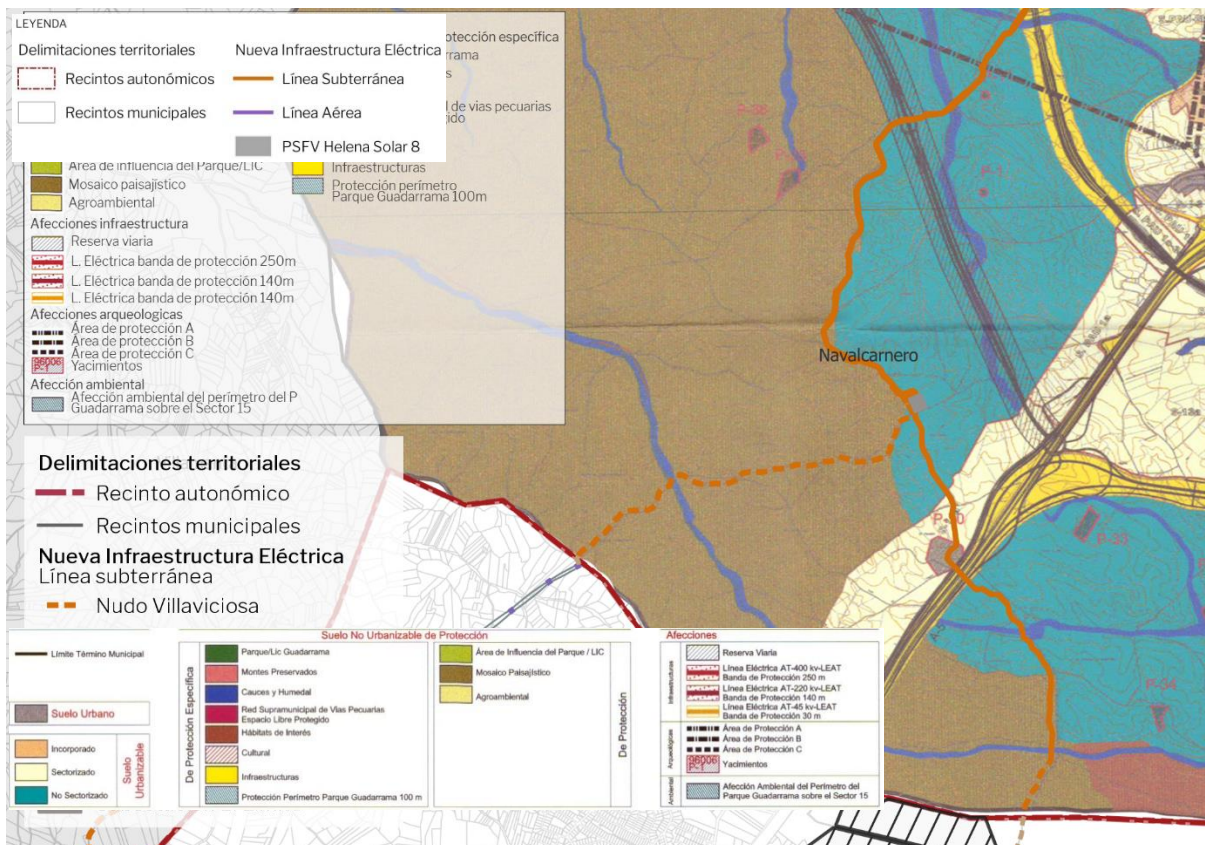 LEYENDA
Delimitaciones territoriales
Recintos autonómicos
Recintos municipales
Nueva Infraestructura Eléctrica
Línea Subterránea
Línea Aérea
PSFV Helena Solar 8
otección específica
rrama
s
l de vias pecuarias
gido
Área de influencia del Parque/LIC
Mosaico paisajístico
Agroambiental
Infraestructuras
Protección perímetro
Parque Guadarrama 100m
Afecciones infraestructura
Reserva viaria
L. Eléctrica banda de protección 250m
L. Eléctrica banda de protección 140m
L. Eléctrica banda de protección 140m
Afecciones arqueologicas
Área de protección A
Área de protección B
Área de protección C
96006
P-1
Yacimientos
Afección ambiental
Afección ambiental del perímetro del P
Guadarrama sobre el Sector 15
Navalcarnero
P-33
P-34
A-5
S-13a
Delimitaciones territoriales
Recinto autonómico
Recintos municipales
Nueva Infraestructura Eléctrica
Línea subterránea
Nudo Villaviciosa
Límite Término Municipal
Suelo Urbano
Incorporado
Sectorizado
No Sectorizado
Suelo
Urbanizable
Suelo No Urbanizable de Protección
De Protección Específica
Parque/Lic Guadarrama
Montes Preservados
Cauces y Humedal
Red Supramunicipal de Vías Pecuarias
Espacio Libre Protegido
Hábitats de Interés
Cultural
Infraestructuras
Protección Perímetro Parque Guadarrama 100 m
Área de Influencia del Parque / LIC
Mosaico Paisajístico
Agroambiental
De Protección
Afecciones
Infraestructuras
Reserva Viaria
Línea Eléctrica AT-400 kv-LEAT
Banda de Protección 250 m
Línea Eléctrica AT-220 kv-LEAT
Banda de Protección 140 m
Línea Eléctrica AT-45 kv-LEAT
Banda de Protección 30 m
Arqueológicas
Área de Protección A
Área de Protección B
Área de Protección C
96006
P-1
Yacimientos
Ambiental
Afección Ambiental del Perímetro del
Parque Guadarrama sobre el Sector 15